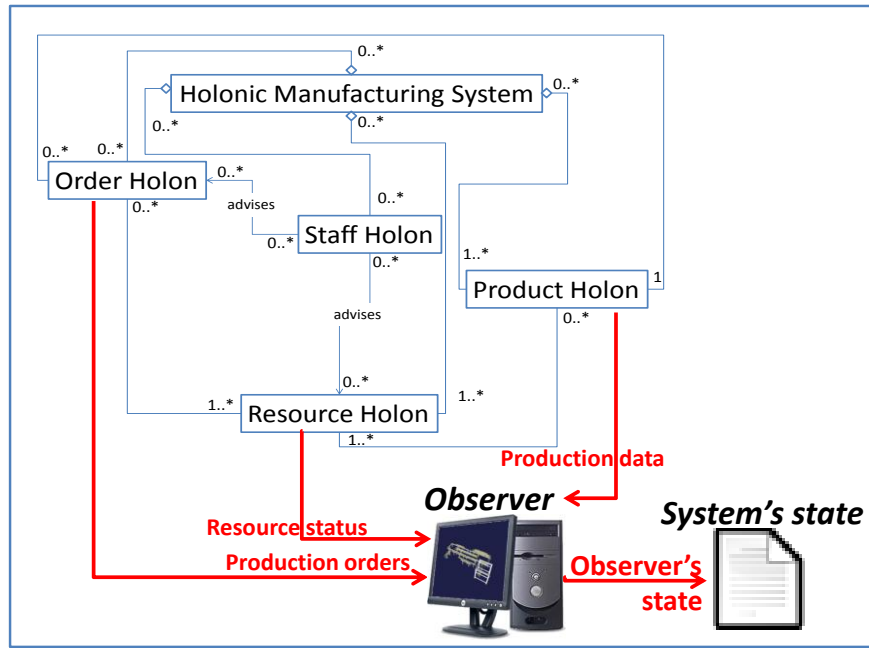 0..*
Holonic Manufacturing System
0..*
0..*
0..*
0..*
0..*
0..*
Order Holon
0..*
advises
0..*
0..*
Staff Holon
0..*
0..*
1..*
1
Product Holon
0..*
advises
0..*
1..*
Resource Holon
1..*
1..*
Production data
Observer
System's state
Resource status
Production orders
Observer's
state